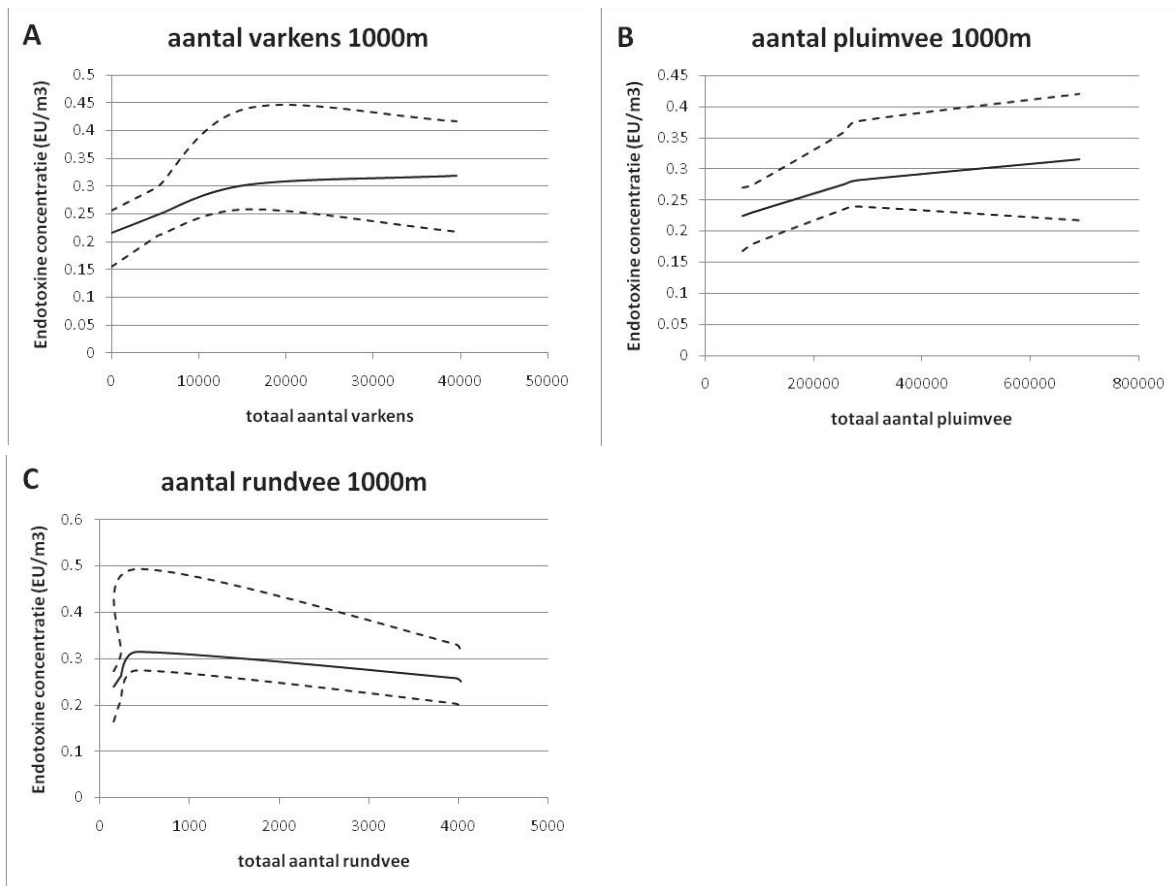 A
aantal varkens 1000m
Endotoxine concentratie (EU/m3)
0.5
0.45
0.4
0.35
0.3
0.25
0.2
0.15
0.1
0.05
0
0 10000 20000 30000 40000 50000
totaal aantal varkens
B
aantal pluimvee 1000m
Endotoxine concentratie (EU/m3)
0.45
0.4
0.35
0.3
0.25
0.2
0.15
0.1
0.05
0
0 200000 400000 600000 800000
totaal aantal pluimvee
C
aantal rundvee 1000m
Endotoxine concentratie (EU/m3)
0.6
0.5
0.4
0.3
0.2
0.1
0
0 1000 2000 3000 4000 5000
totaal aantal rundvee